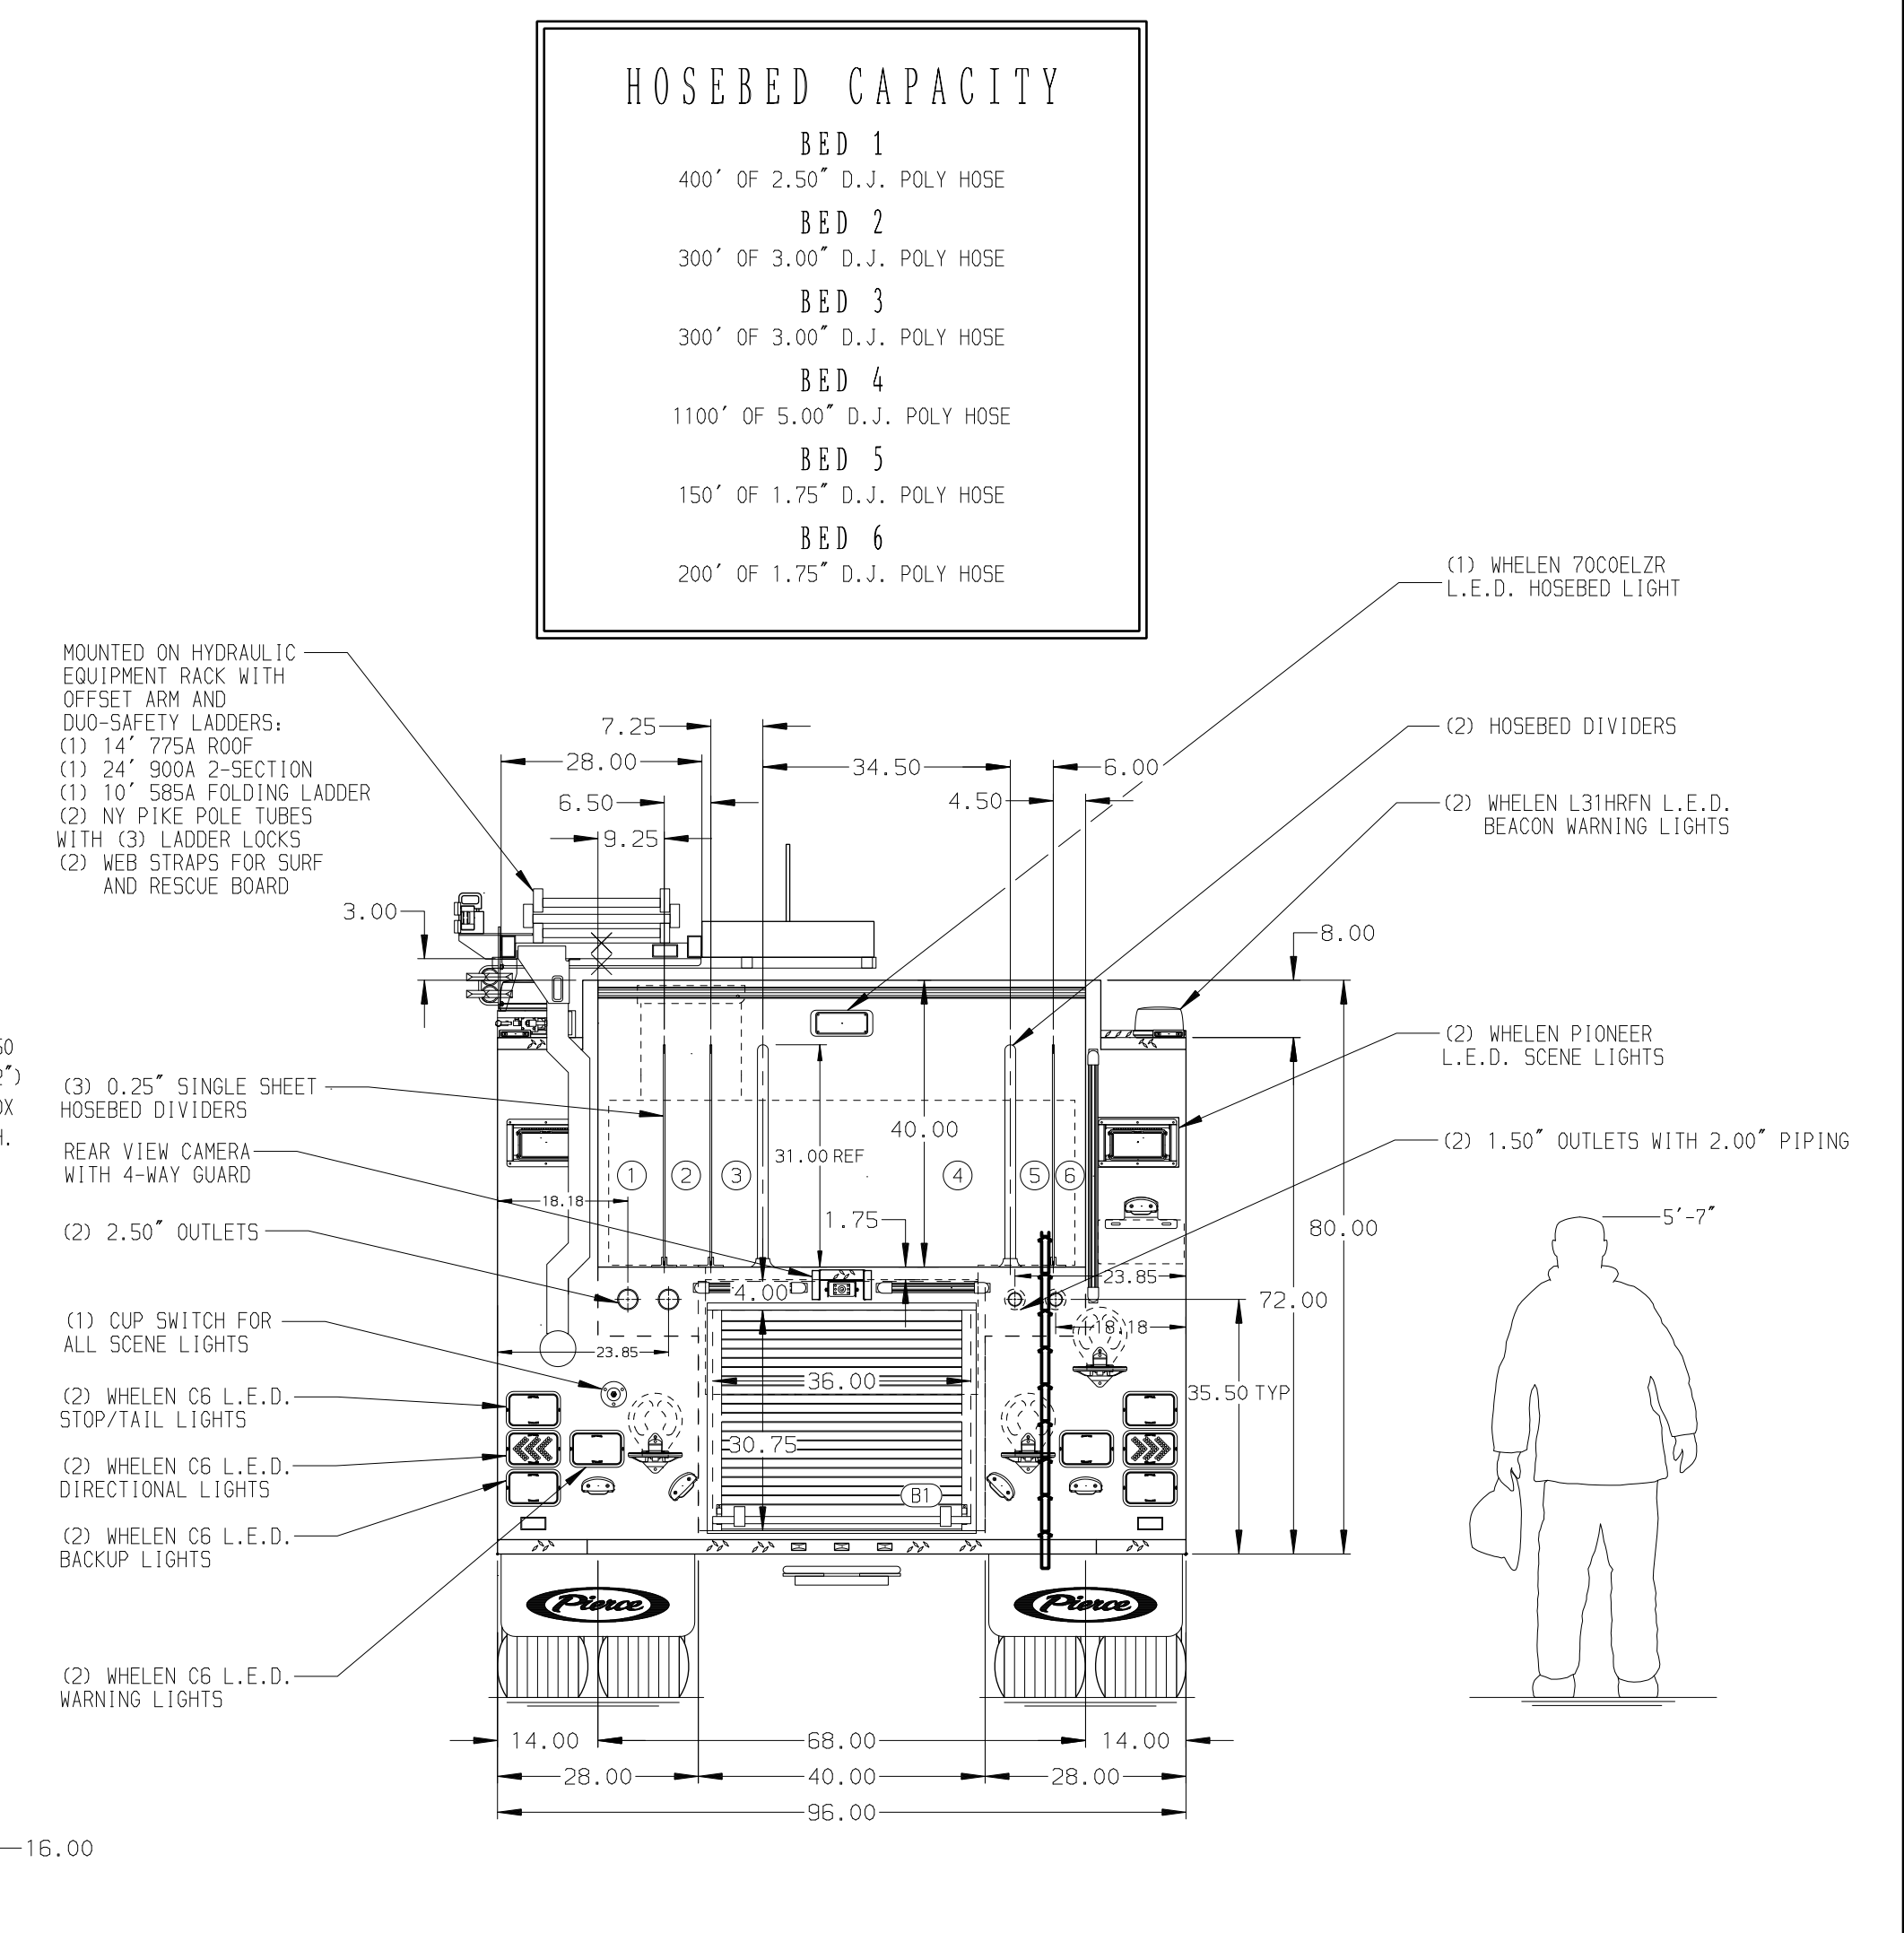 HOSEBED CAPACITY
BED 1
400' OF 2.50" D.J. POLY HOSE
BED 2
300' OF 3.00" D.J. POLY HOSE
BED 3
300' OF 3.00" D.J. POLY HOSE
BED 4
1100' OF 5.00" D.J. POLY HOSE
BED 5
150' OF 1.75" D.J. POLY HOSE
BED 6
200' OF 1.75" D.J. POLY HOSE
MOUNTED ON HYDRAULIC
EQUIPMENT RACK WITH
OFFSET ARM AND
DUO-SAFETY LADDERS:
(1) 14' 775A ROOF
(1) 24' 900A 2-SECTION
(1) 10' 585A FOLDING LADDER
(2) NY PIKE POLE TUBES
WITH (3) LADDER LOCKS
(2) WEB STRAPS FOR SURF
AND RESCUE BOARD
3.00
(3) 0.25" SINGLE SHEET
HOSEBED DIVIDERS
REAR VIEW CAMERA
WITH 4-WAY GUARD
(2) 2.50" OUTLETS
(1) CUP SWITCH FOR
ALL SCENE LIGHTS
(2) WHELEN C6 L.E.D.
STOP/TAIL LIGHTS
(2) WHELEN C6 L.E.D.
DIRECTIONAL LIGHTS
(2) WHELEN C6 L.E.D.
BACKUP LIGHTS
(2) WHELEN C6 L.E.D.
WARNING LIGHTS
16.00
7.25
28.00
6.50
9.25
34.50
6.00
4.50
8.00
40.00
31.00 REF
1 2 3 4 5 6
18.18
1.75
80.00
4.00
23.85
72.00
18.18
23.85
36.00
35.50 TYP
30.75
B1
Pierce
Pierce
14.00
68.00
14.00
28.00
40.00
28.00
96.00
(1) WHELEN 70C0ELZR
L.E.D. HOSEBED LIGHT
(2) HOSEBED DIVIDERS
(2) WHELEN L31HRFN L.E.D.
BEACON WARNING LIGHTS
(2) WHELEN PIONEER
L.E.D. SCENE LIGHTS
(2) 1.50" OUTLETS WITH 2.00" PIPING
5'-7"